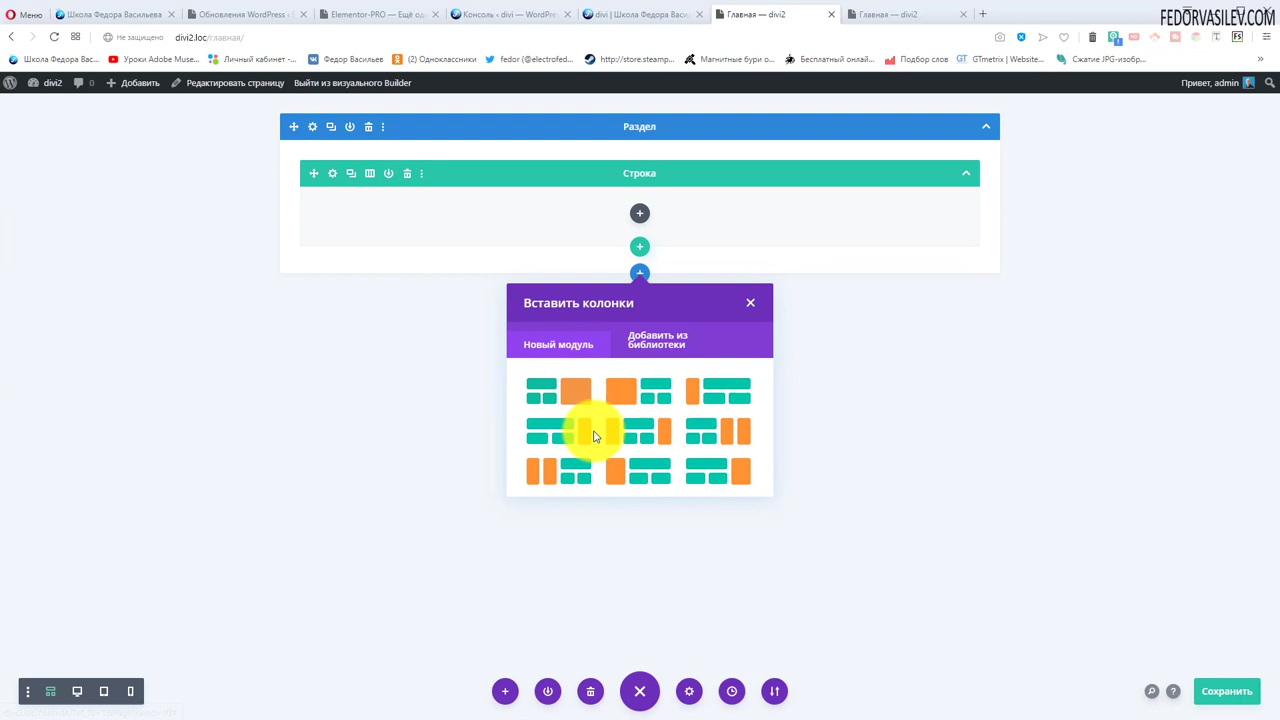 Меню
Школа Федора Васильева
Обновления WordPress ‹ S
Elementor-PRO — Ещё од
Консоль ‹ divi — WordPre
divi | Школа Федора Васи
Главная — divi2
Главная — divi2
FEDORVASILEV.COM
Не защищено
divi2.loc/главная/
Школа Федора Вас...
Уроки Adobe Muse...
Личный кабинет -...
Федор Васильев
(2) Одноклассники
fedor (@electrofed...
http://store.steamp...
Магнитные бури о...
Бесплатный онлай...
Подбор слов
GTmetrix | Website...
Сжатие JPG-изобр...
divi2
0
Добавить
Редактировать страницу
Выйти из визуального Builder
Привет, admin
Раздел
Строка
Вставить колонки
Новый модуль
Добавить из
библиотеки
Сохранить